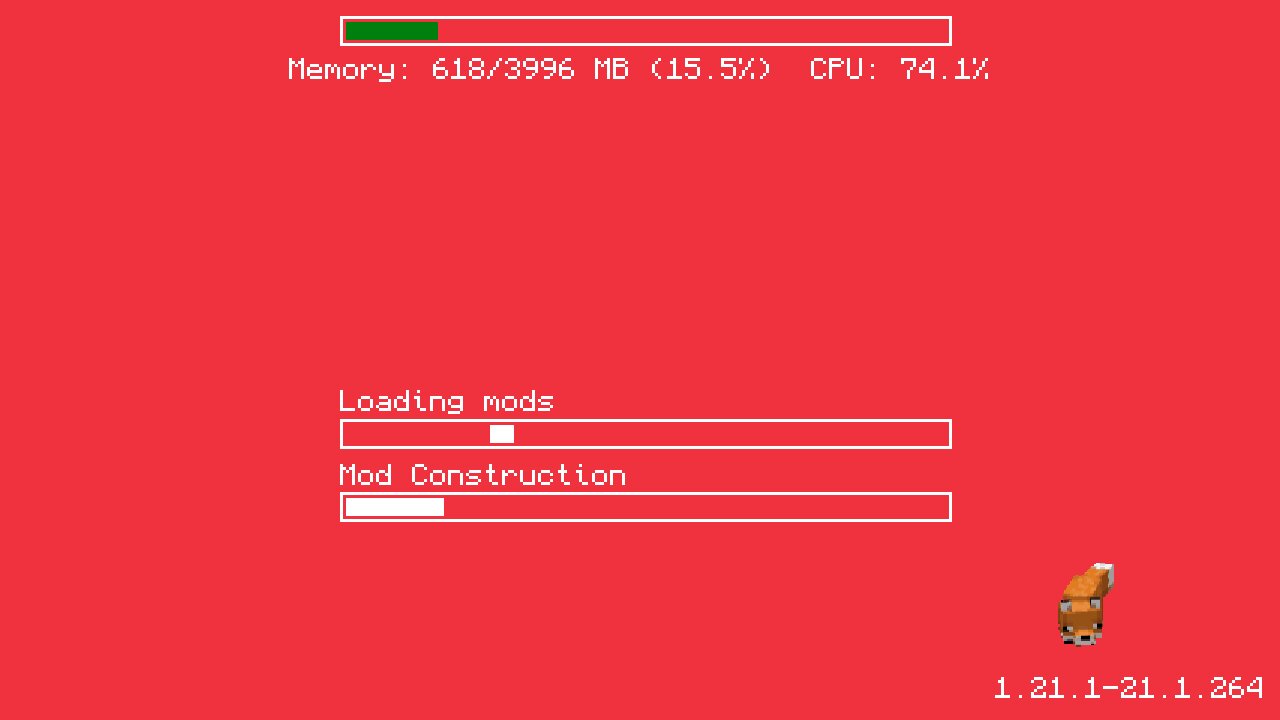 Memory: 618/3996 MB (15.5%)  CPU: 74.1%
Loading mods
Mod Construction
1.21.1-21.1.264